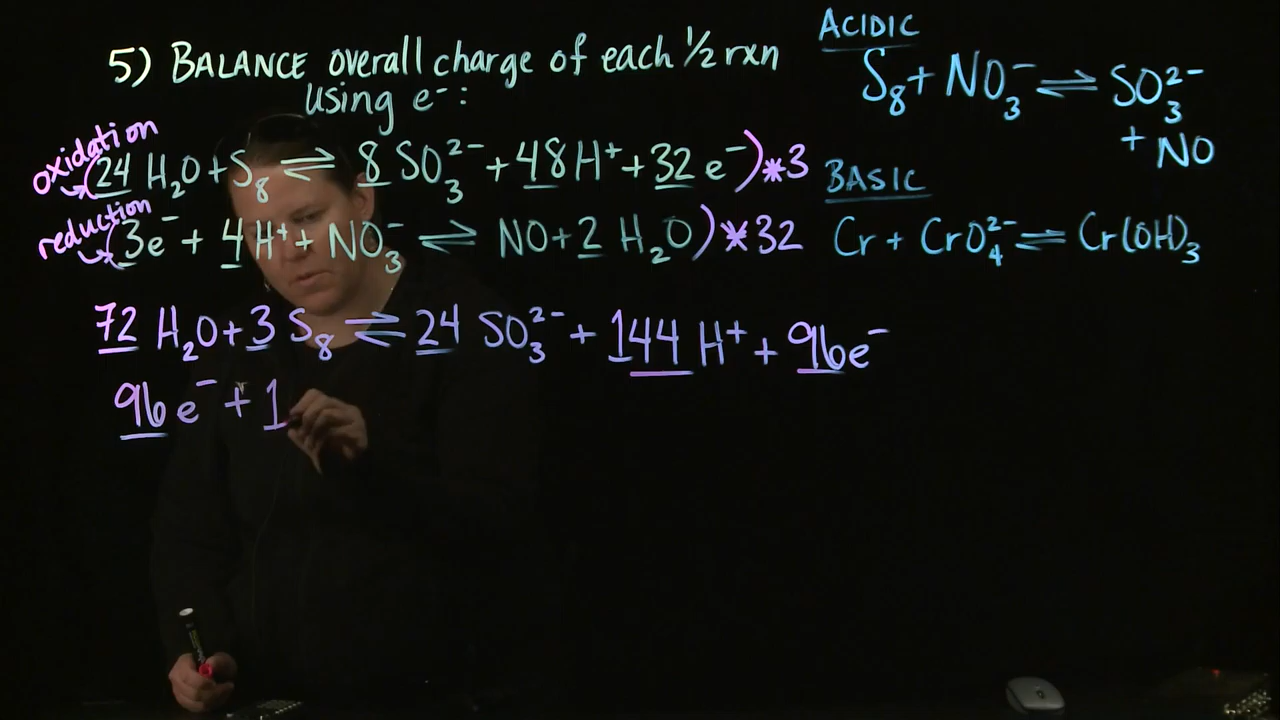 5) BALANCE overall charge of each ½ rxn
using e⁻:
oxidation
(24 H₂O + S₈ ⇌ 8 SO₃²⁻ + 48 H⁺ + 32 e⁻) * 3
reduction
(3e⁻ + 4 H⁺ + NO₃⁻ ⇌ NO + 2 H₂O) * 32
72 H₂O + 3 S₈ ⇌ 24 SO₃²⁻ + 144 H⁺ + 96e⁻
96 e⁻ + 1
ACIDIC
S₈ + NO₃⁻ ⇌ SO₃²⁻
+ NO
BASIC
Cr + CrO₄²⁻ ⇌ Cr(OH)₃